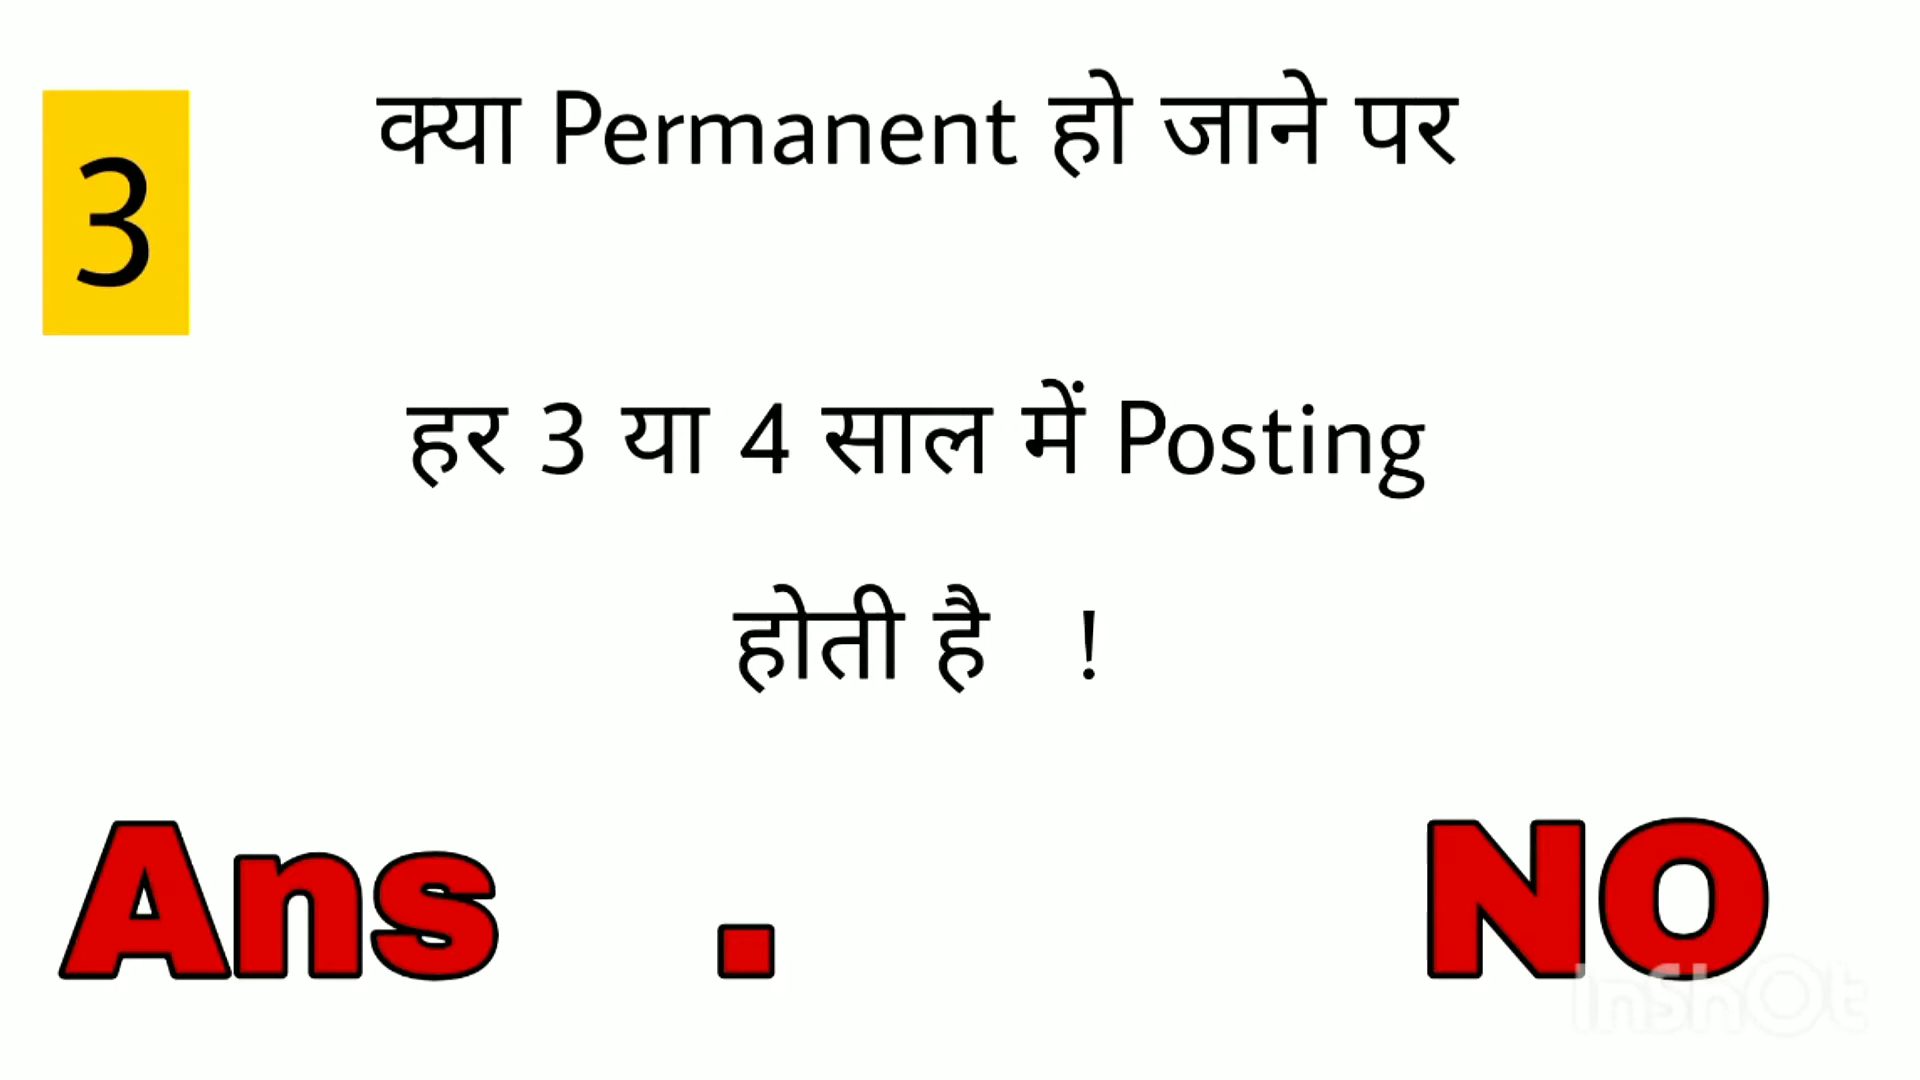 3
क्या Permanent हो जाने पर
हर 3 या 4 साल में Posting
होती है !
Ans . NO
InShOt